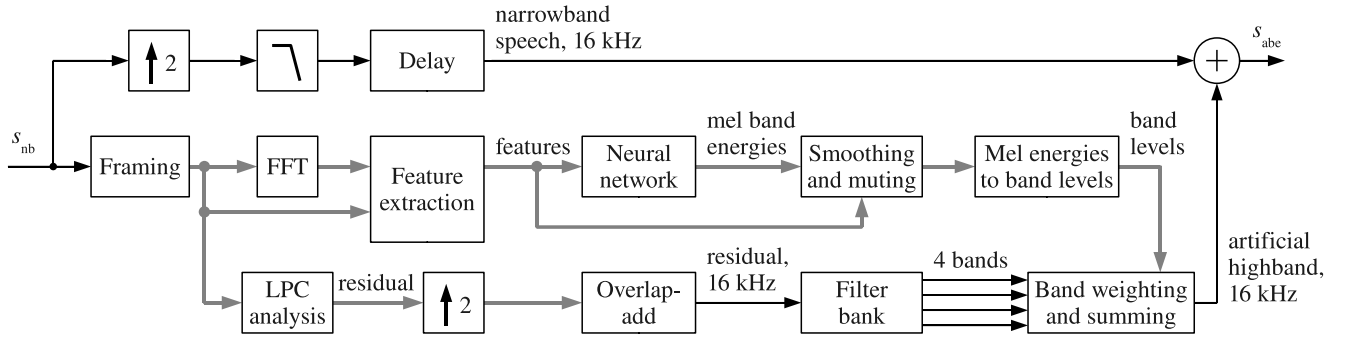 narrowband
speech, 16 kHz
s_abe
2
Delay
+
s_nb
Framing
FFT
Feature
extraction
features
Neural
network
mel band
energies
Smoothing
and muting
Mel energies
to band levels
band
levels
LPC
analysis
residual
2
Overlap-
add
residual,
16 kHz
Filter
bank
4 bands
Band weighting
and summing
artificial
highband,
16 kHz